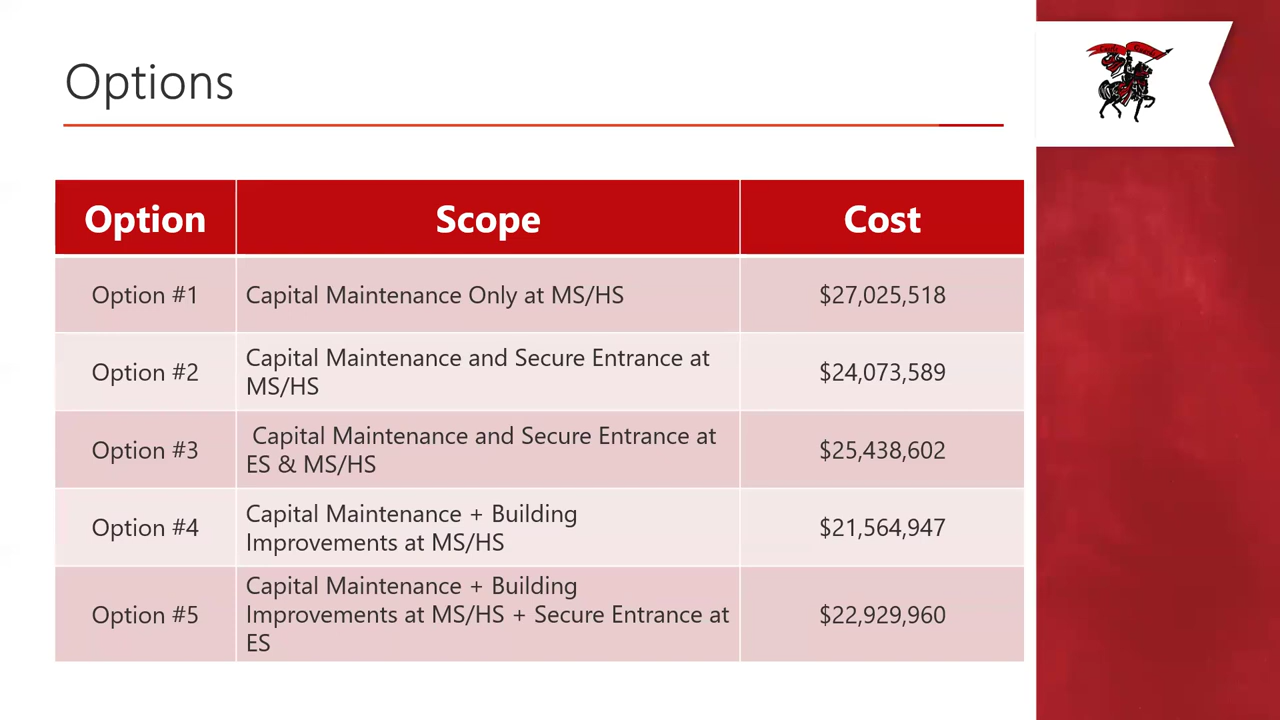 Options
Option Scope Cost
Option #1 Capital Maintenance Only at MS/HS $27,025,518
Option #2 Capital Maintenance and Secure Entrance at MS/HS $24,073,589
Option #3 Capital Maintenance and Secure Entrance at ES & MS/HS $25,438,602
Option #4 Capital Maintenance + Building Improvements at MS/HS $21,564,947
Option #5 Capital Maintenance + Building Improvements at MS/HS + Secure Entrance at ES $22,929,960